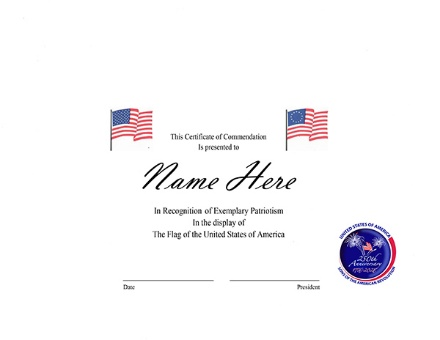 This Certificate of Commendation
Is presented to
Name Here
In Recognition of Exemplary Patriotism
In the display of
The Flag of the United States of America
UNITED STATES OF AMERICA
250th
Anniversary
SONS OF THE AMERICAN REVOLUTION
Date
President